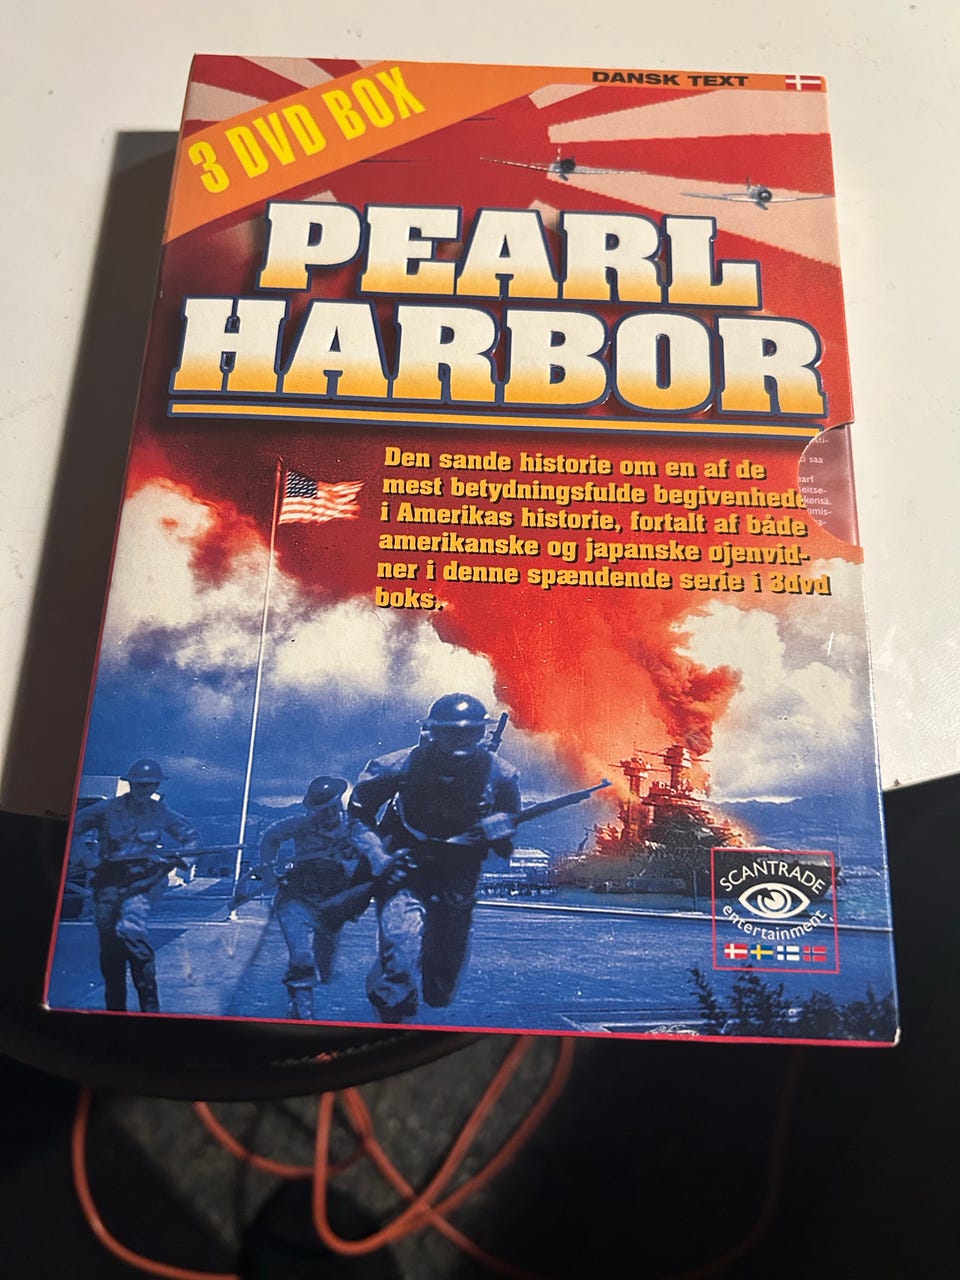 DANSK TEXT
3 DVD BOX
PEARL
HARBOR
Den sande historie om en af de
mest betydningsfulde begivenhed
i Amerikas historie, fortalt af både
amerikanske og japanske øjenvid-
ner i denne spændende serie i 3dvd
boks.
saa
SCANTRADE
entertainment